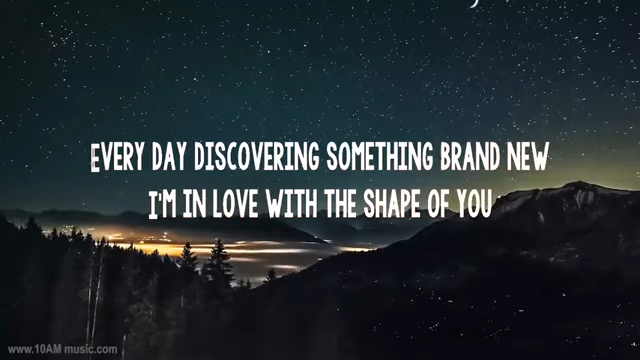 EVERY DAY DISCOVERING SOMETHING BRAND NEW
I'M IN LOVE WITH THE SHAPE OF YOU
www.10AM music.com